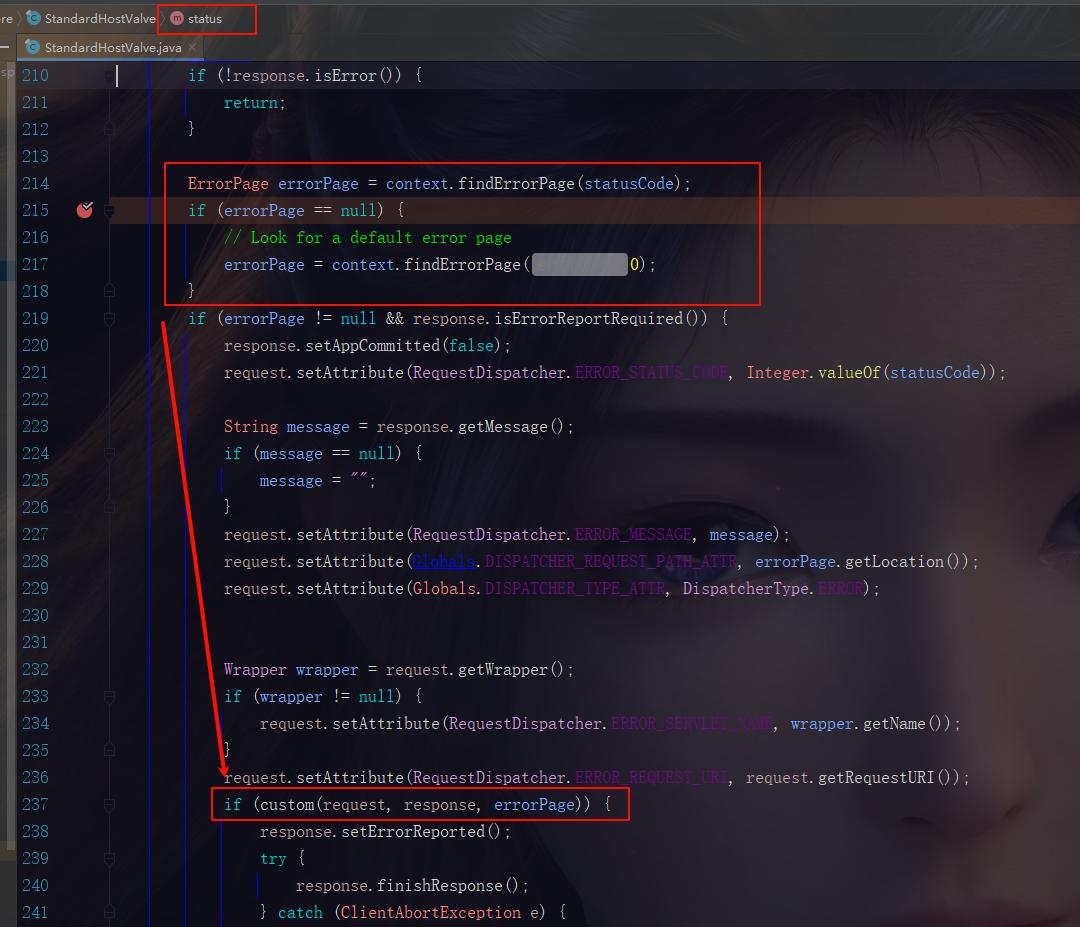 re StandardHostValve status
StandardHostValve.java
sp
210 if (!response.isError()) {
211 return;
212 }
213
214 ErrorPage errorPage = context.findErrorPage(statusCode);
215 if (errorPage == null) {
216 // Look for a default error page
217 errorPage = context.findErrorPage( 0);
218 }
219 if (errorPage != null && response.isErrorReportRequired()) {
220 response.setAppCommitted(false);
221 request.setAttribute(RequestDispatcher.ERROR_STATUS_CODE, Integer.valueOf(statusCode));
222
223 String message = response.getMessage();
224 if (message == null) {
225 message = "";
226 }
227 request.setAttribute(RequestDispatcher.ERROR_MESSAGE, message);
228 request.setAttribute(Globals.DISPATCHER_REQUEST_PATH_ATTR, errorPage.getLocation());
229 request.setAttribute(Globals.DISPATCHER_TYPE_ATTR, DispatcherType.ERROR);
230
231
232 Wrapper wrapper = request.getWrapper();
233 if (wrapper != null) {
234 request.setAttribute(RequestDispatcher.ERROR_SERVLET_NAME, wrapper.getName());
235 }
236 request.setAttribute(RequestDispatcher.ERROR_REQUEST_URI, request.getRequestURI());
237 if (custom(request, response, errorPage)) {
238 response.setErrorReported();
239 try {
240 response.finishResponse();
241 } catch (ClientAbortException e) {